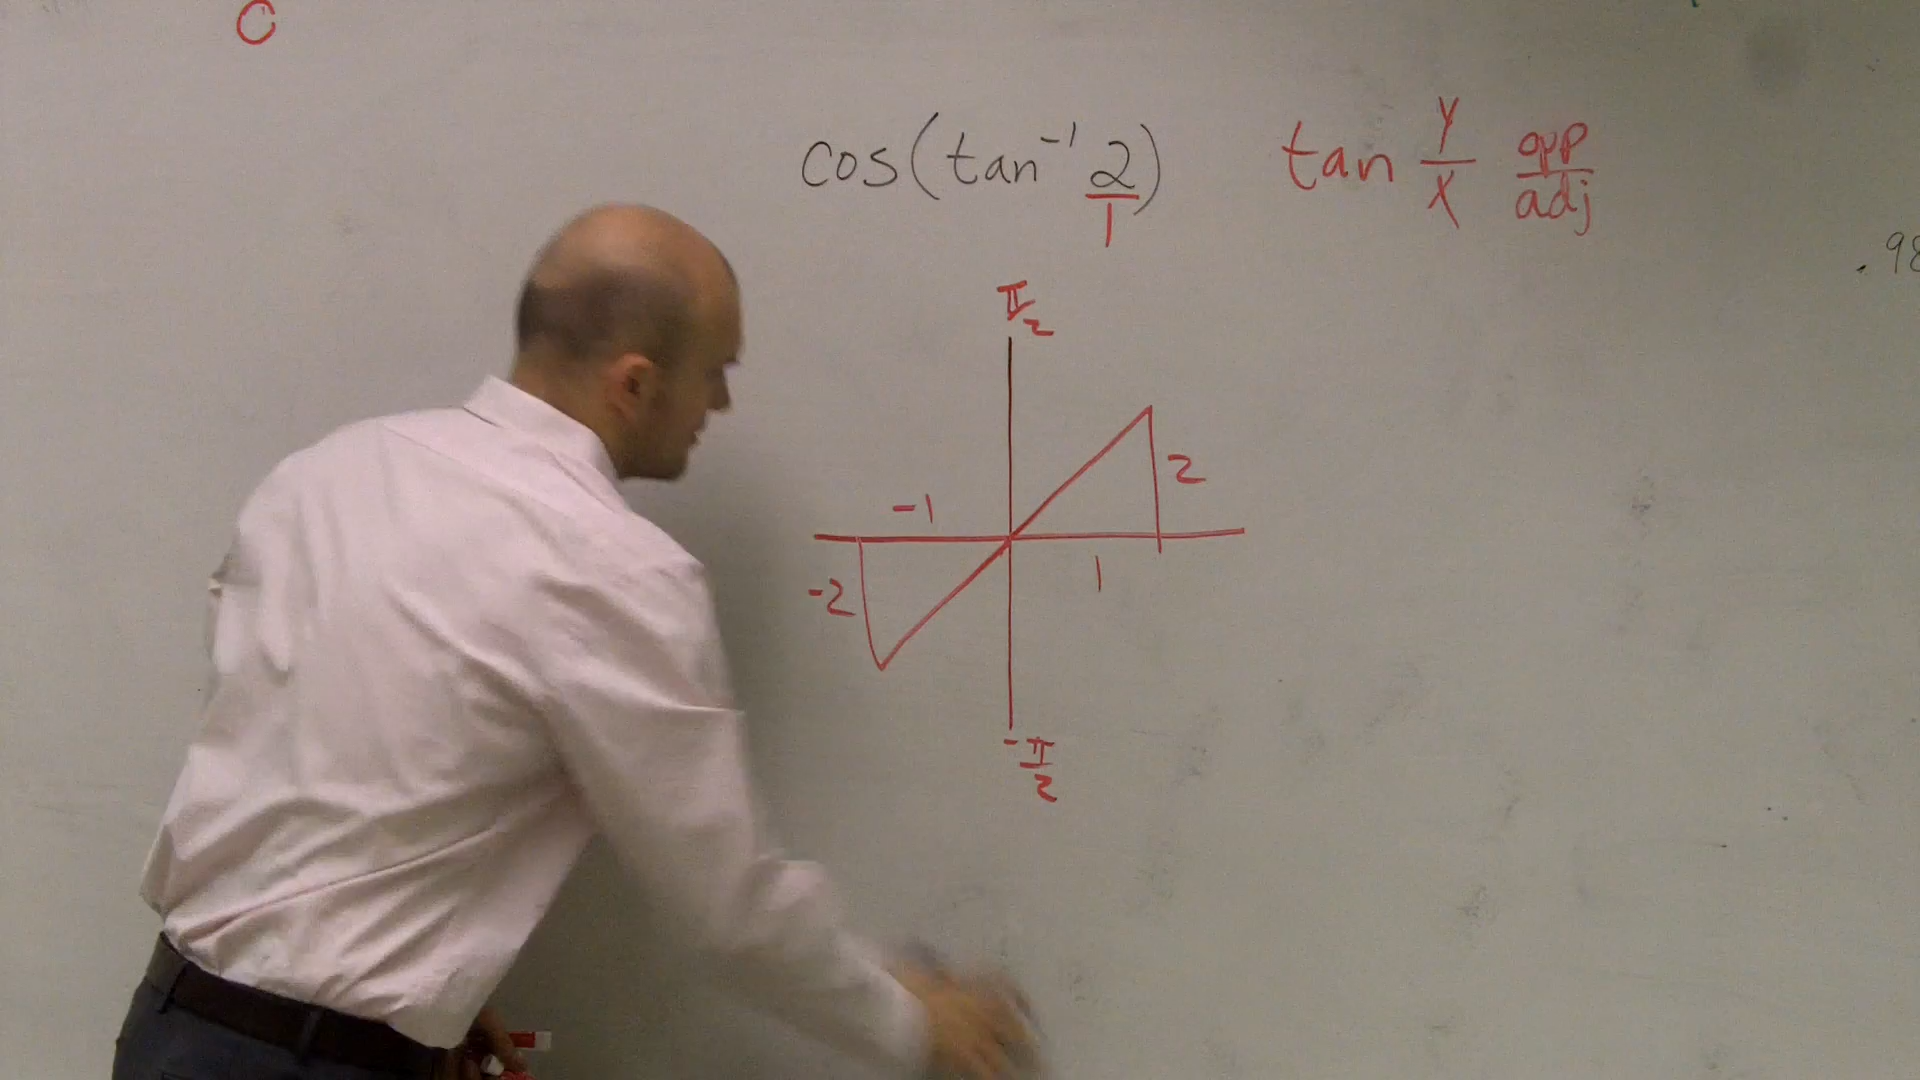 C
cos(tan⁻¹ 2/1) tan y/x opp/adj
.98
π/2
2
-1
1
-2
-π/2